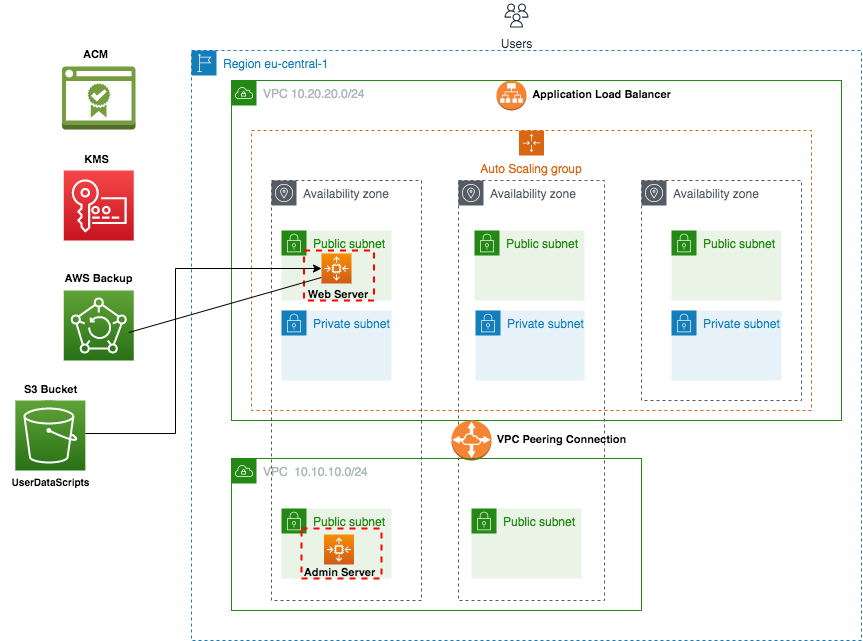 Users
ACM
Region eu-central-1
VPC 10.20.20.0/24
Application Load Balancer
KMS
Auto Scaling group
Availability zone
Availability zone
Availability zone
Public subnet
Public subnet
Public subnet
AWS Backup
Web Server
Private subnet
Private subnet
Private subnet
S3 Bucket
UserDataScripts
VPC Peering Connection
VPC 10.10.10.0/24
Public subnet
Public subnet
Admin Server